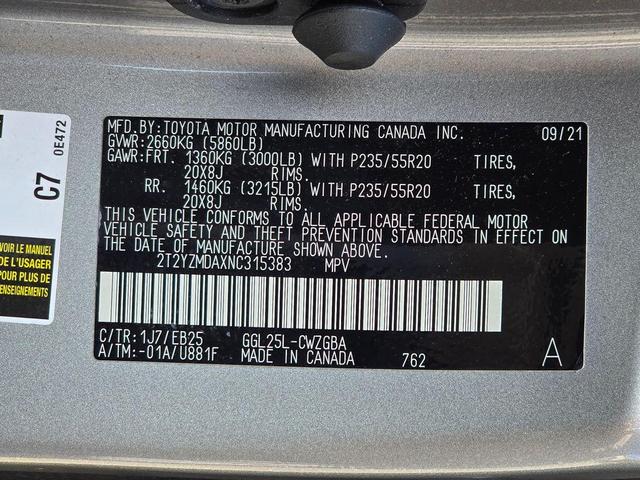 MFD.BY:TOYOTA MOTOR MANUFACTURING CANADA INC. 09/21
GVWR:2660KG (5860LB)
GAWR:FRT. 1360KG (3000LB) WITH P235/55R20 TIRES,
20X8J RIMS.
RR. 1460KG (3215LB) WITH P235/55R20 TIRES,
20X8J RIMS.
THIS VEHICLE CONFORMS TO ALL APPLICABLE FEDERAL MOTOR
VEHICLE SAFETY AND THEFT PREVENTION STANDARDS IN EFFECT ON
THE DATE OF MANUFACTURE SHOWN ABOVE.
2T2YZMDAXNC315383 MPV
C/TR:1J7/EB25 GGL25L-CWZGBA
A/TM:-01A/U881F MADE IN CANADA 762 A
C7 0E472
VOIR LE MANUEL
DE L'USAGER
POUR PLUS DE
RENSEIGNEMENTS